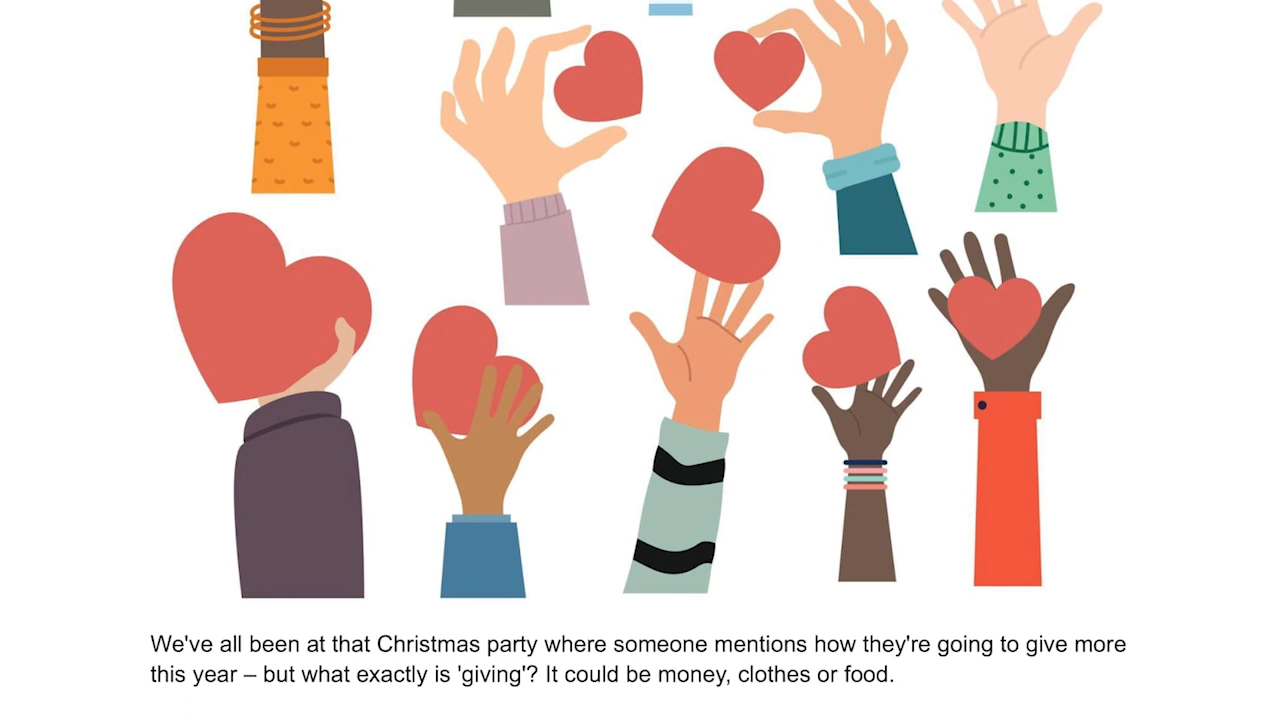 We've all been at that Christmas party where someone mentions how they're going to give more
this year – but what exactly is 'giving'? It could be money, clothes or food.